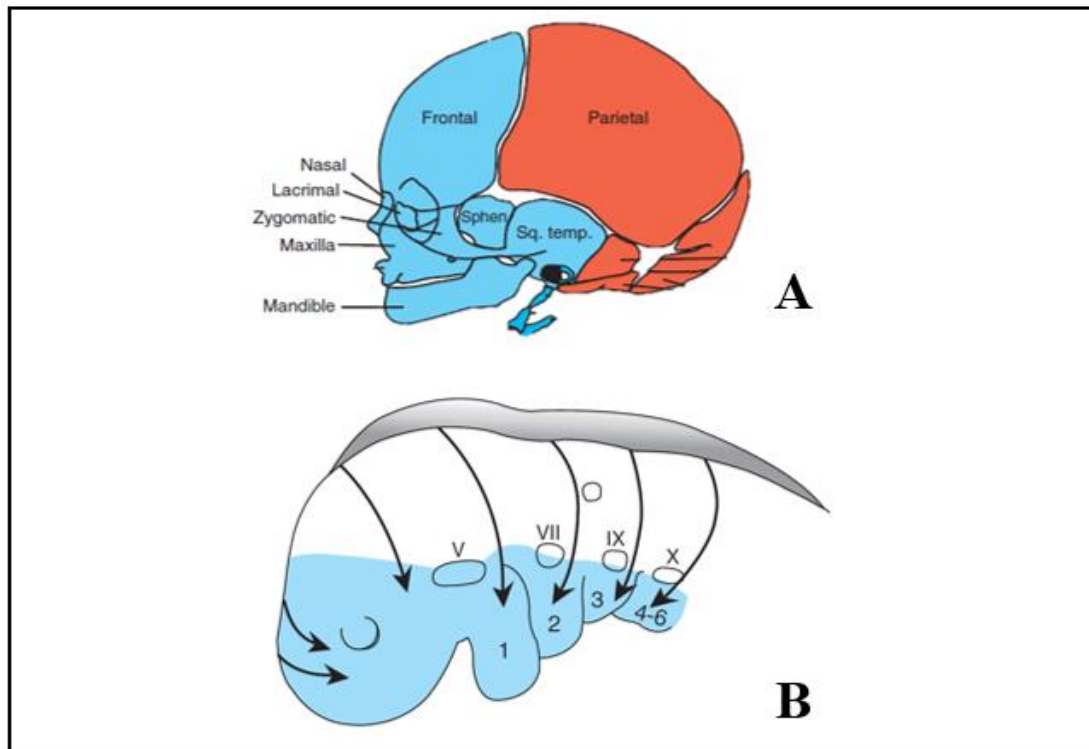 Frontal
Parietal
Nasal
Lacrimal
Zygomatic
Sphen
Sq. temp.
Maxilla
Mandible
A
V
VII
IX
X
1
2
3
4-6
B